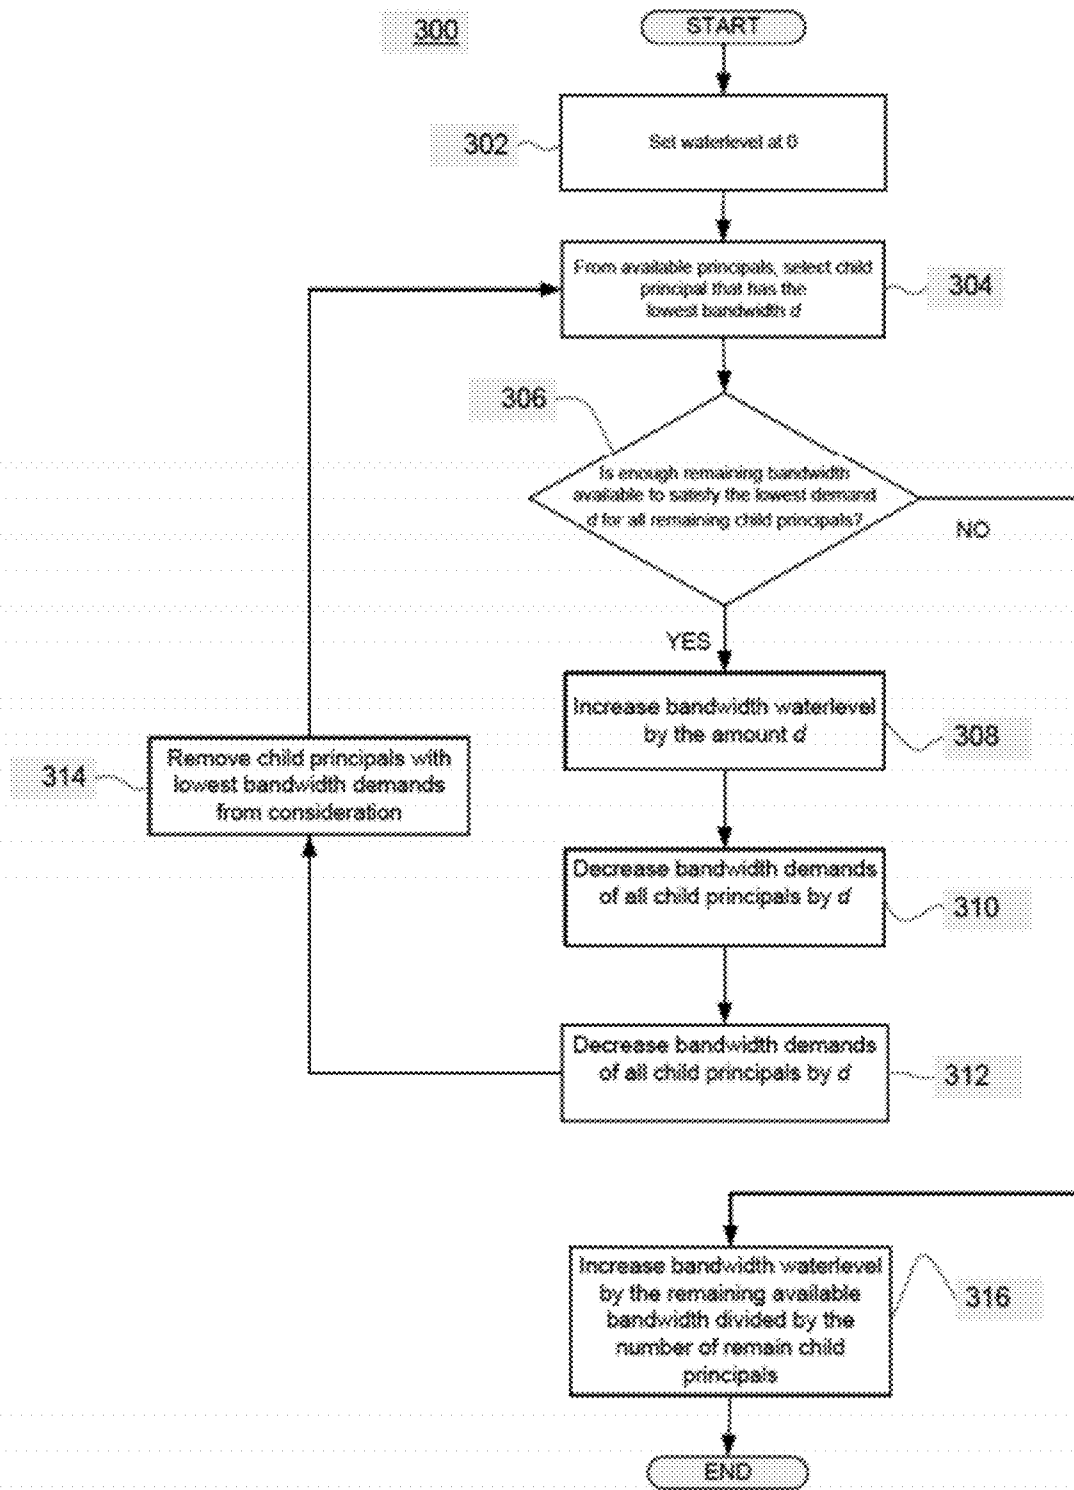 300
START
302
Set waterlevel at 0
From available principals, select child
principal that has the
lowest bandwidth d
304
306
Is enough remaining bandwidth
available to satisfy the lowest demand
d for all remaining child principals?
NO
YES
Increase bandwidth waterlevel
by the amount d
308
314
Remove child principals with
lowest bandwidth demands
from consideration
Decrease bandwidth demands
of all child principals by d
310
Decrease bandwidth demands
of all child principals by d
312
Increase bandwidth waterlevel
by the remaining available
bandwidth divided by the
number of remain child
principals
316
END